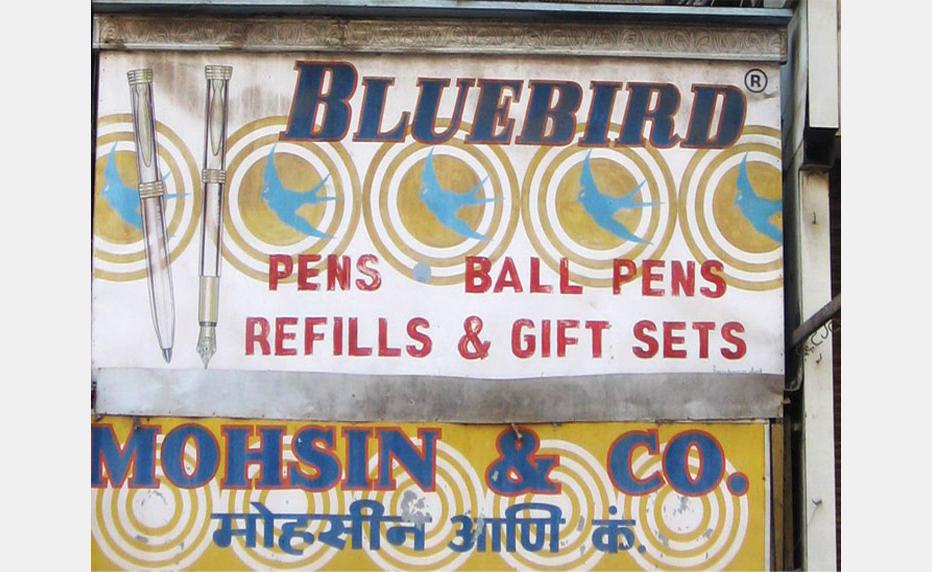 BLUEBIRD®
PENS BALL PENS
REFILLS & GIFT SETS
MOHSIN & CO.
मोहसीन आणि कं.